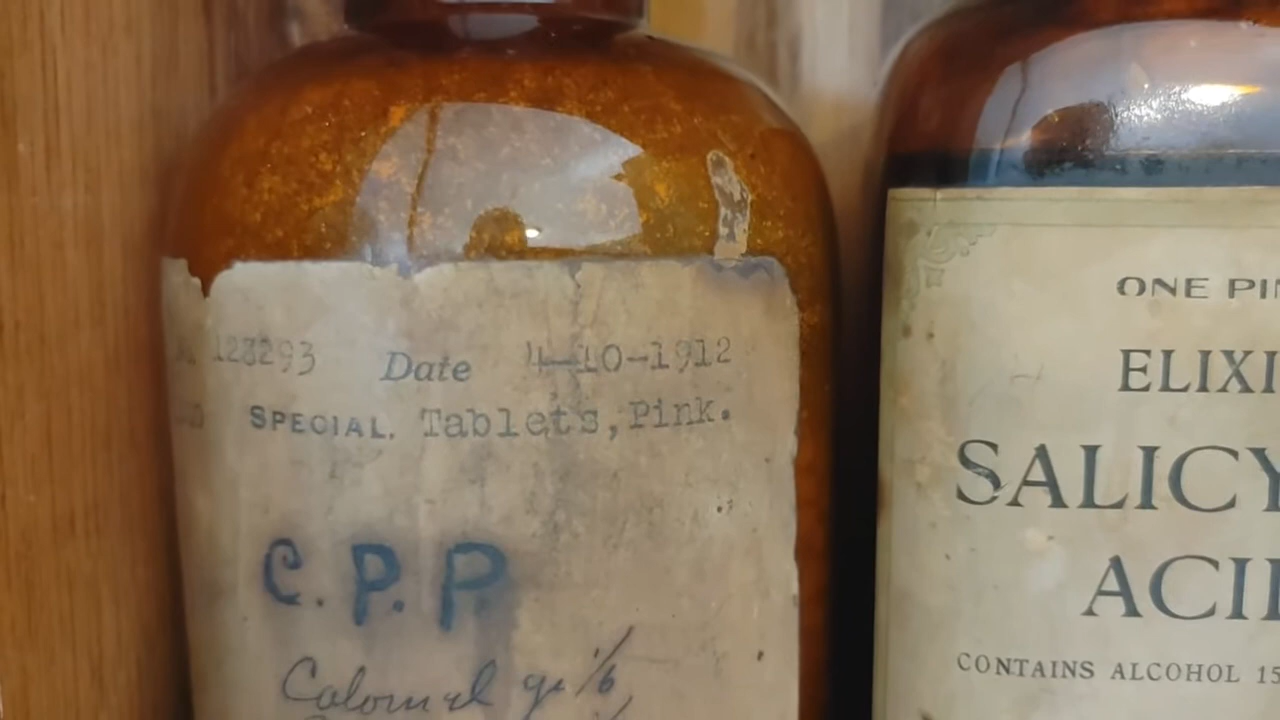 128293 Date 4-10-1912
SPECIAL. Tablets, Pink.
C. P. P
Calomel gr 1/6
ONE PIN
ELIXI
SALICY
ACI
CONTAINS ALCOHOL 15